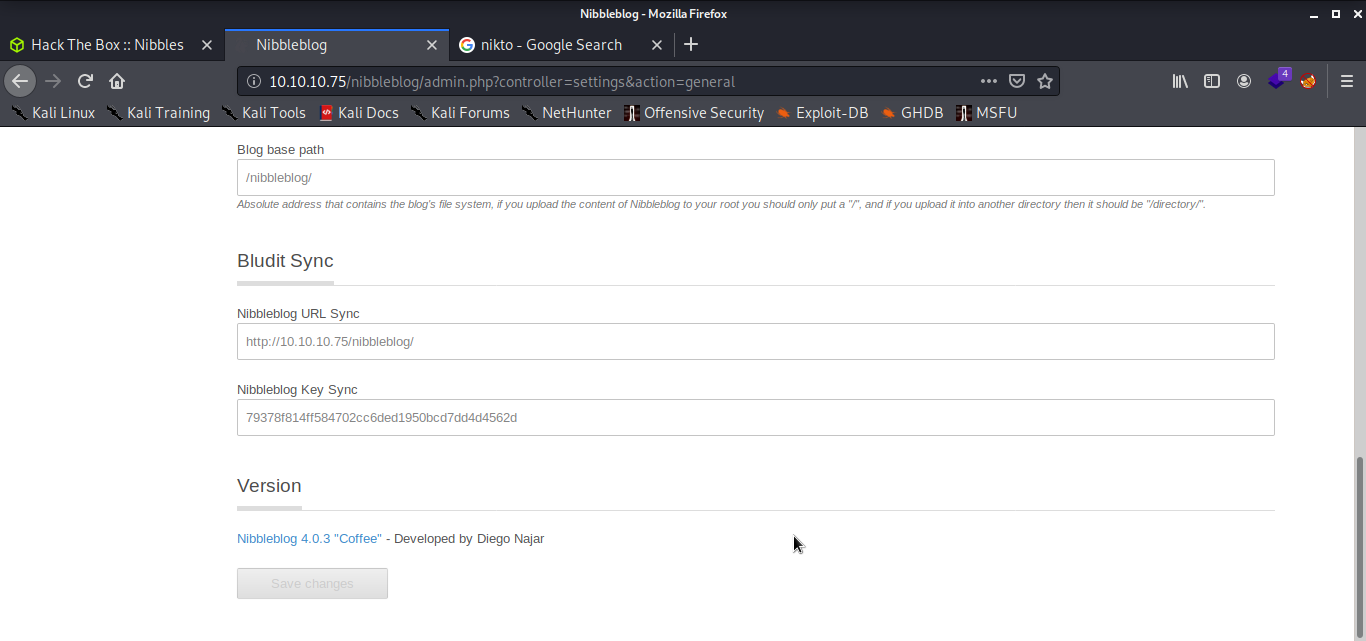 Nibbleblog - Mozilla Firefox
Hack The Box :: Nibbles
Nibbleblog
nikto - Google Search
10.10.10.75/nibbleblog/admin.php?controller=settings&action=general
4
Kali Linux Kali Training Kali Tools Kali Docs Kali Forums NetHunter Offensive Security Exploit-DB GHDB MSFU
Blog base path
/nibbleblog/
Absolute address that contains the blog's file system, if you upload the content of Nibbleblog to your root you should only put a "/", and if you upload it into another directory then it should be "/directory/".
Bludit Sync
Nibbleblog URL Sync
http://10.10.10.75/nibbleblog/
Nibbleblog Key Sync
79378f814ff584702cc6ded1950bcd7dd4d4562d
Version
Nibbleblog 4.0.3 "Coffee" - Developed by Diego Najar
Save changes